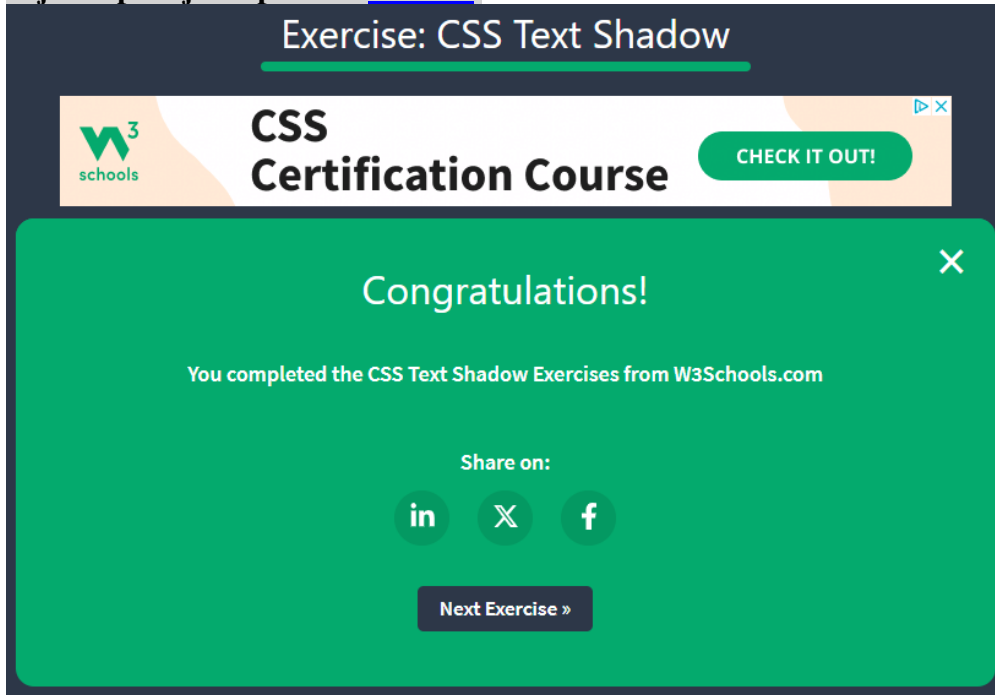 Exercise: CSS Text Shadow
W3
schools
CSS
Certification Course
CHECK IT OUT!
Congratulations!
You completed the CSS Text Shadow Exercises from W3Schools.com
Share on:
in X f
Next Exercise »